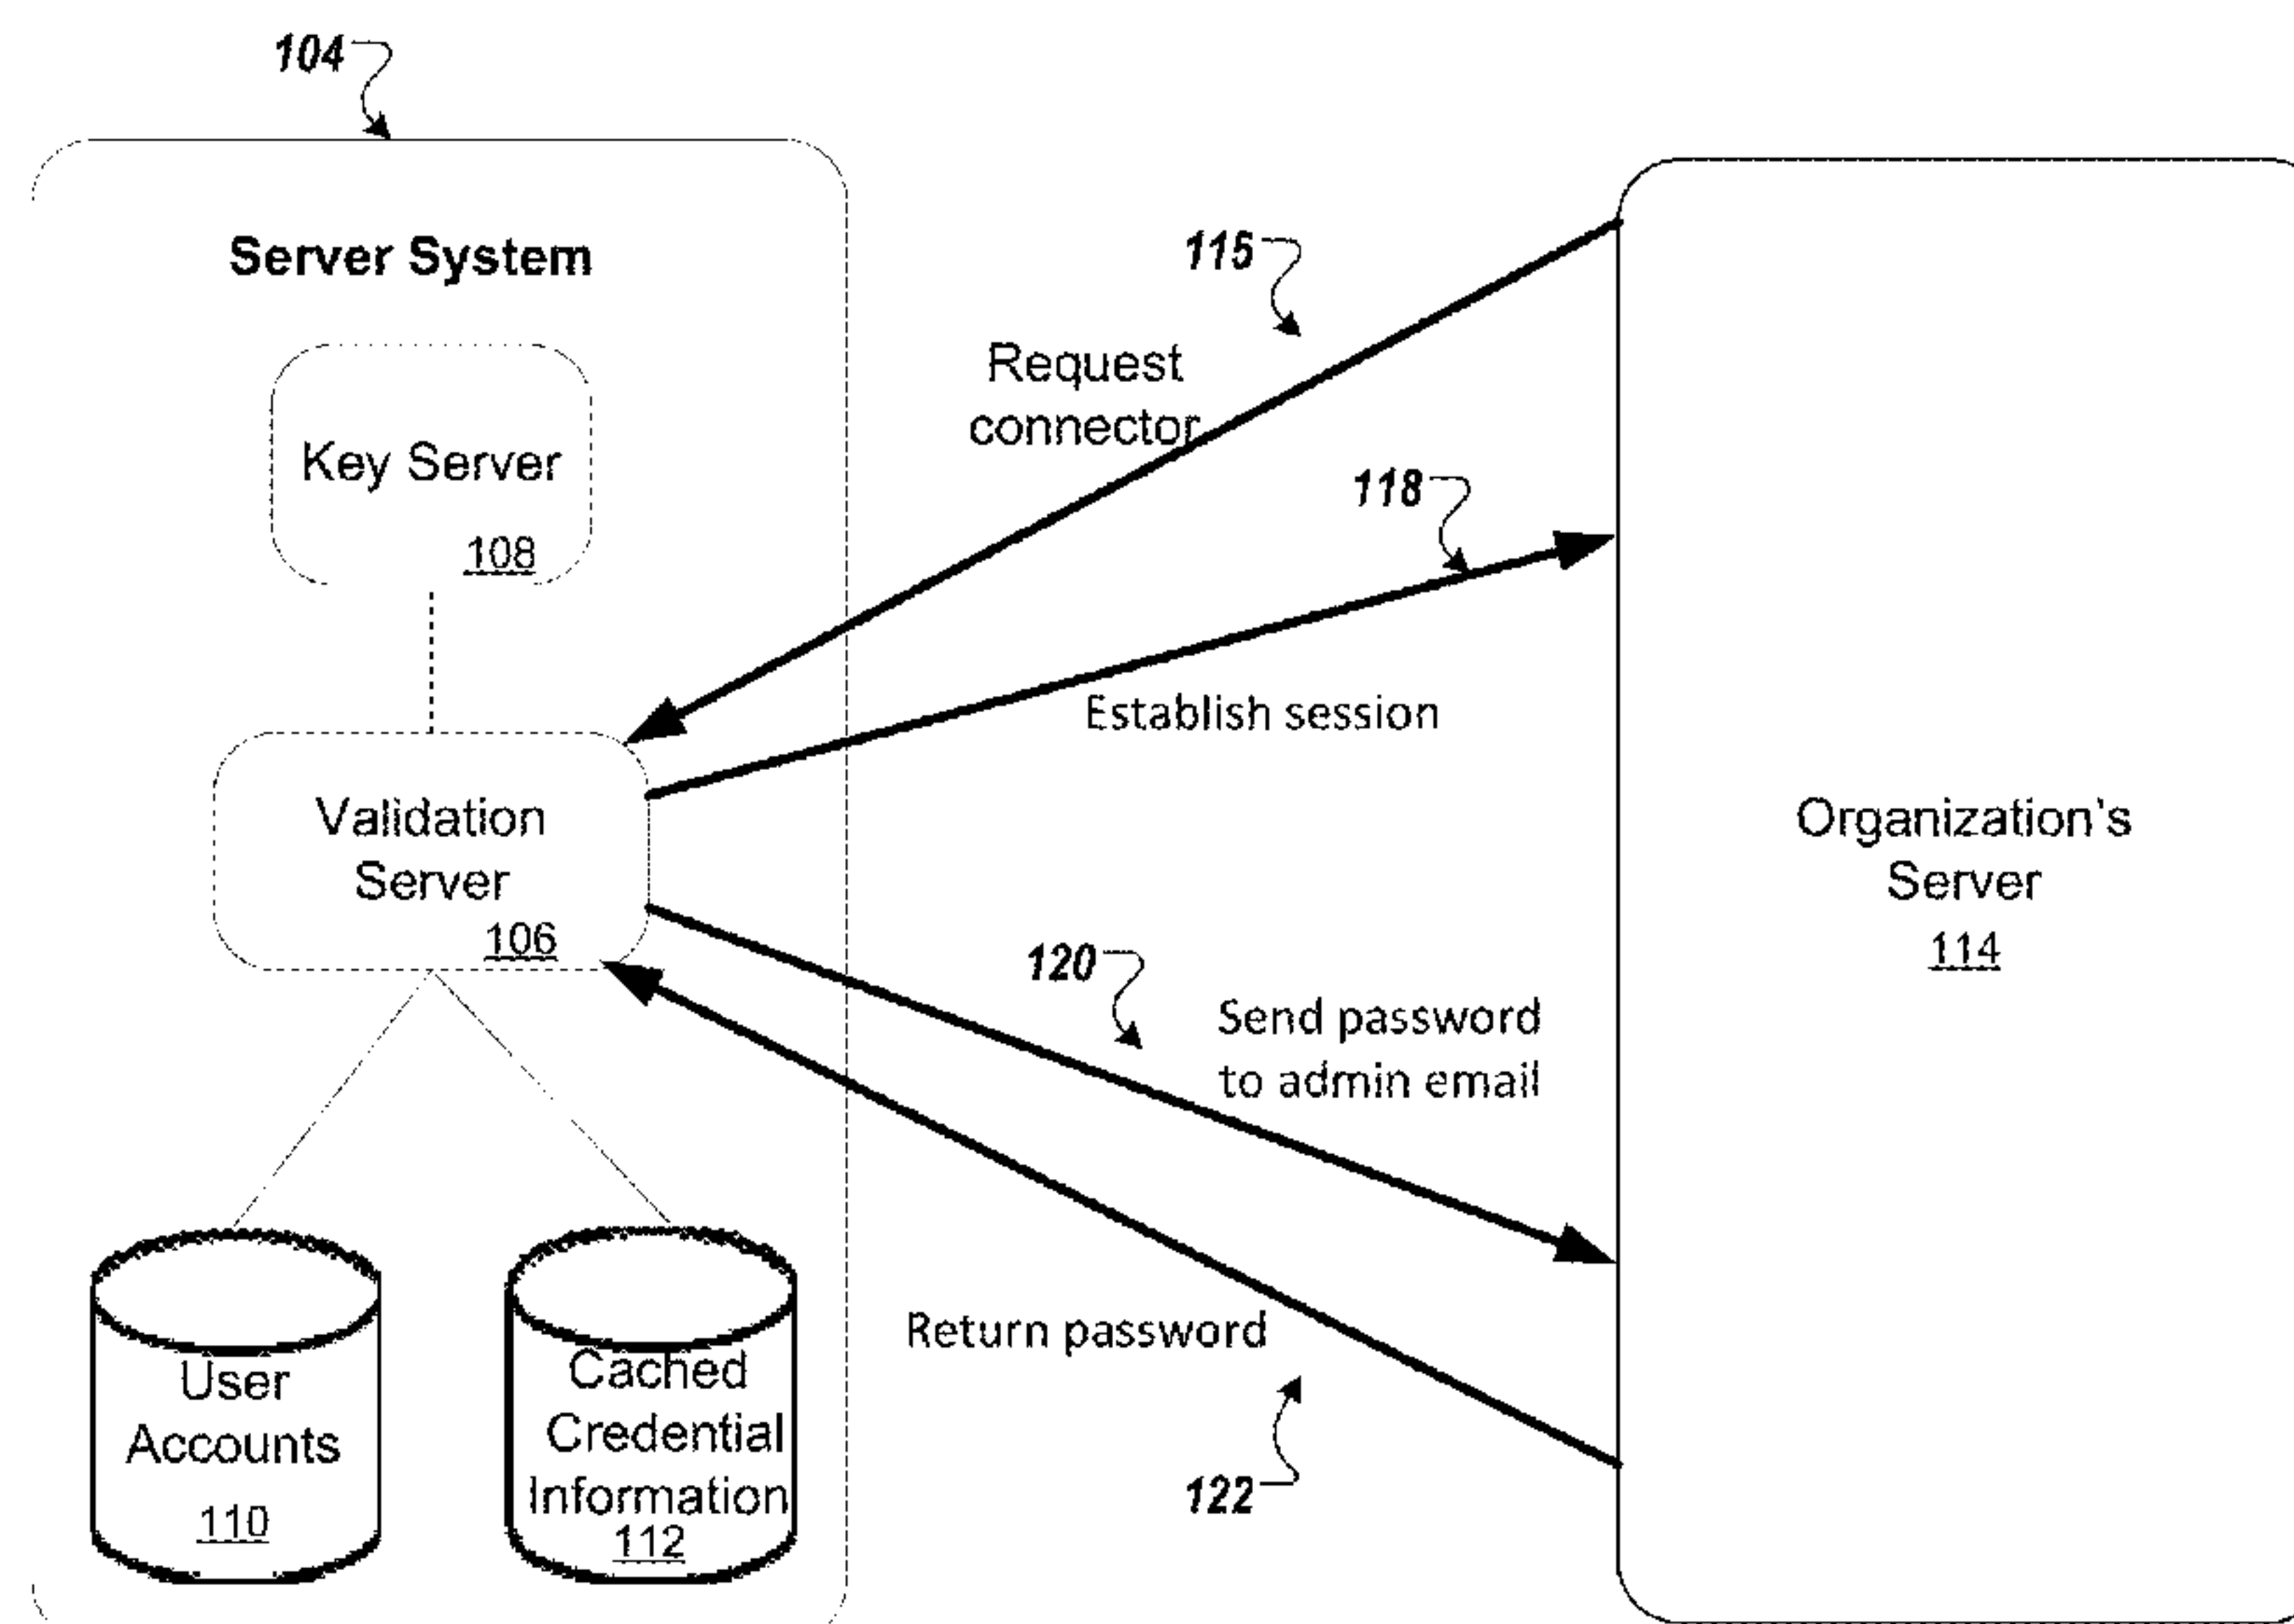 104
Server System
Key Server
108
Validation
Server
106
User
Accounts
110
Cached
Credential
Information
112
115
Request
connector
118
Establish session
120
Send password
to admin email
Return password
122
Organization's
Server
114